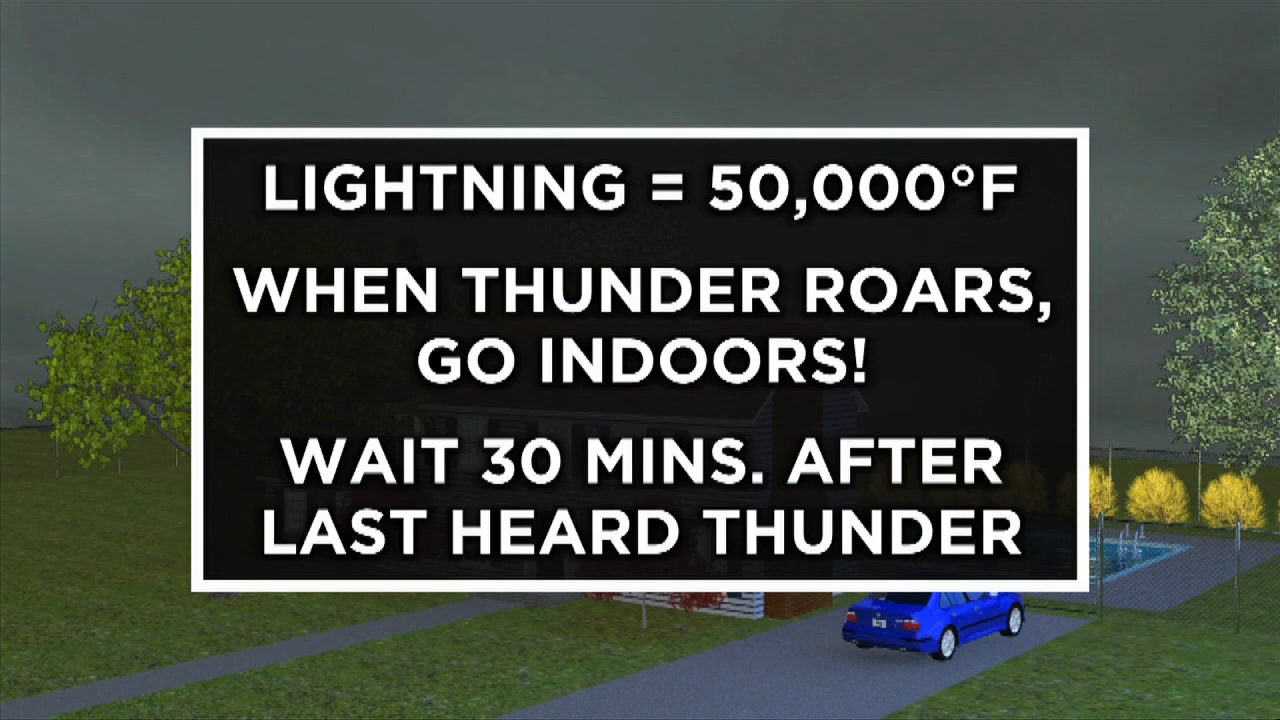 LIGHTNING = 50,000°F
WHEN THUNDER ROARS,
GO INDOORS!
WAIT 30 MINS. AFTER
LAST HEARD THUNDER